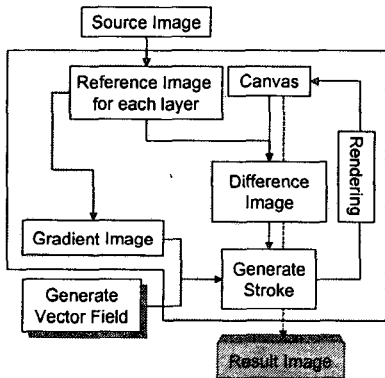 Source Image
Reference Image
for each layer
Canvas
Rendering
Difference
Image
Gradient Image
Generate
Stroke
Generate
Vector Field
Result Image